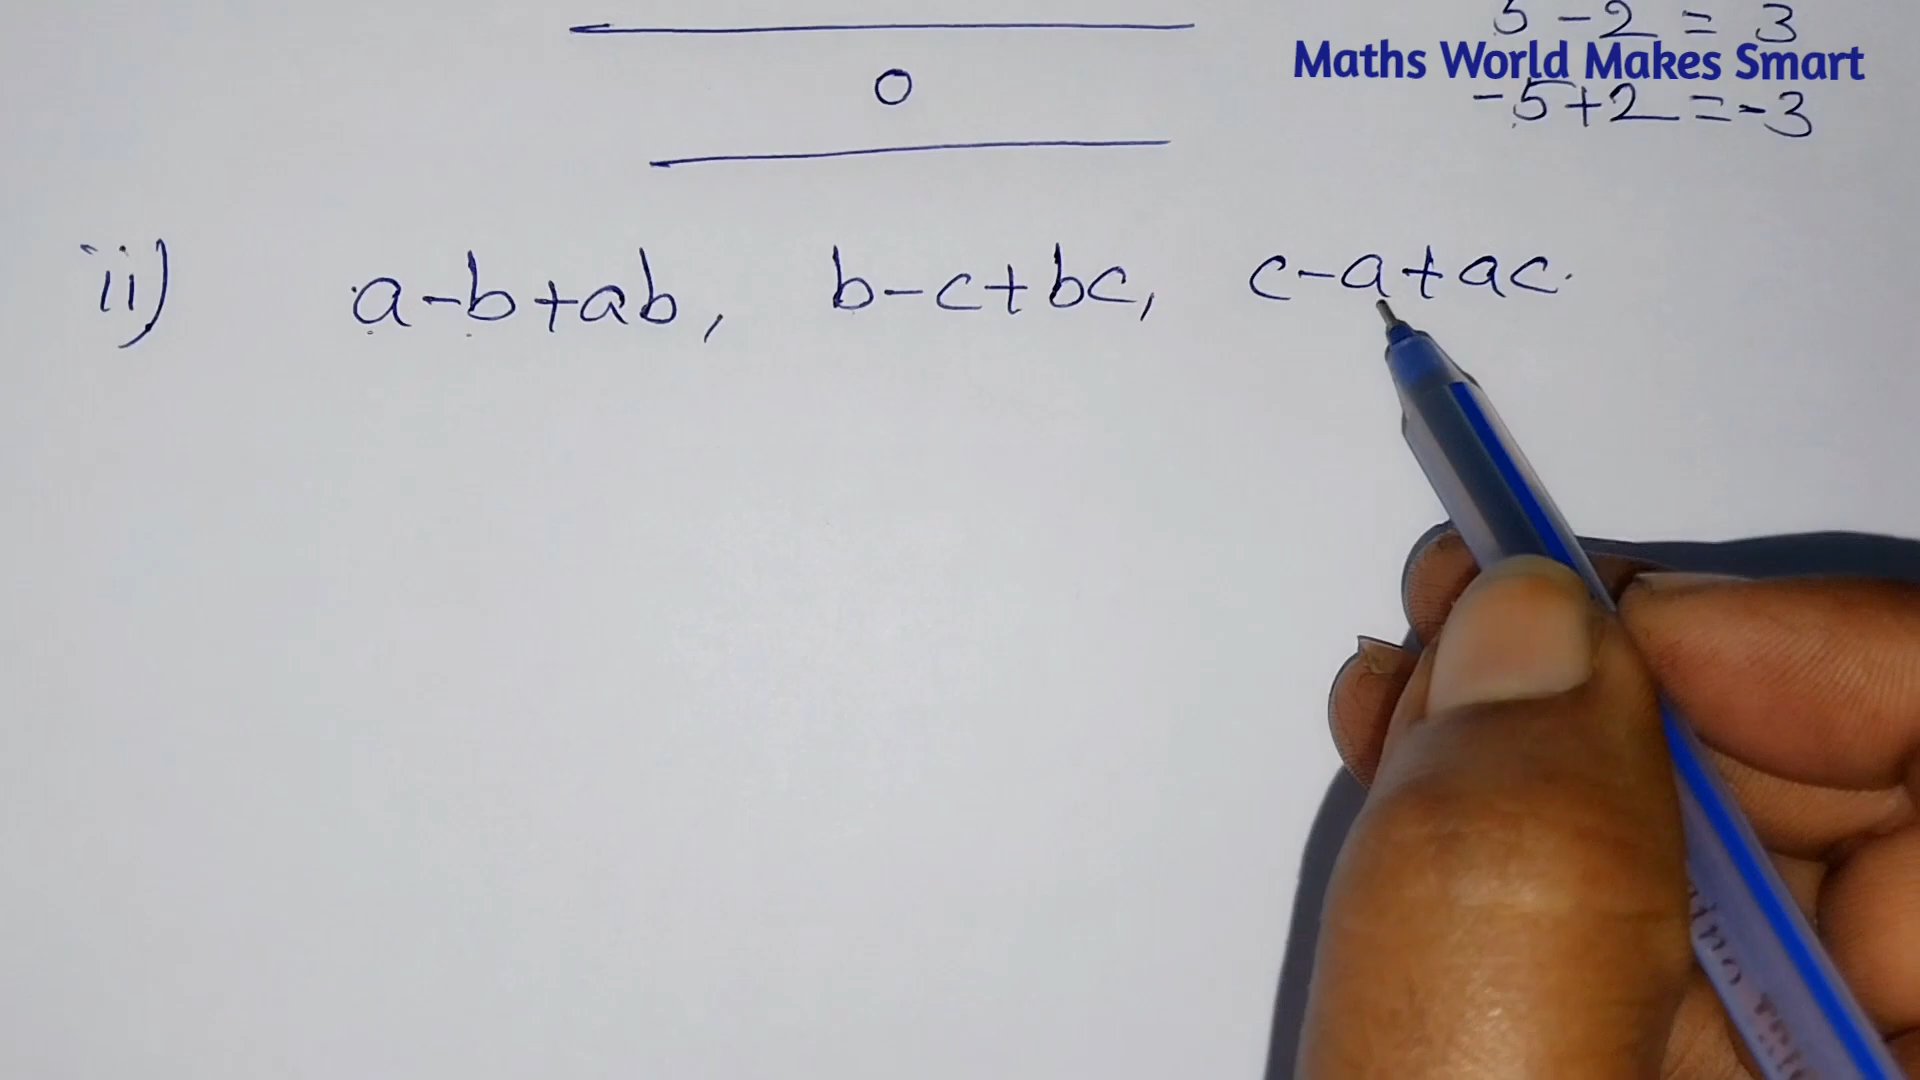 5 - 2 = 3
Maths World Makes Smart
-5+2 = -3
0
ii) a-b+ab, b-c+bc, c-a+ac.